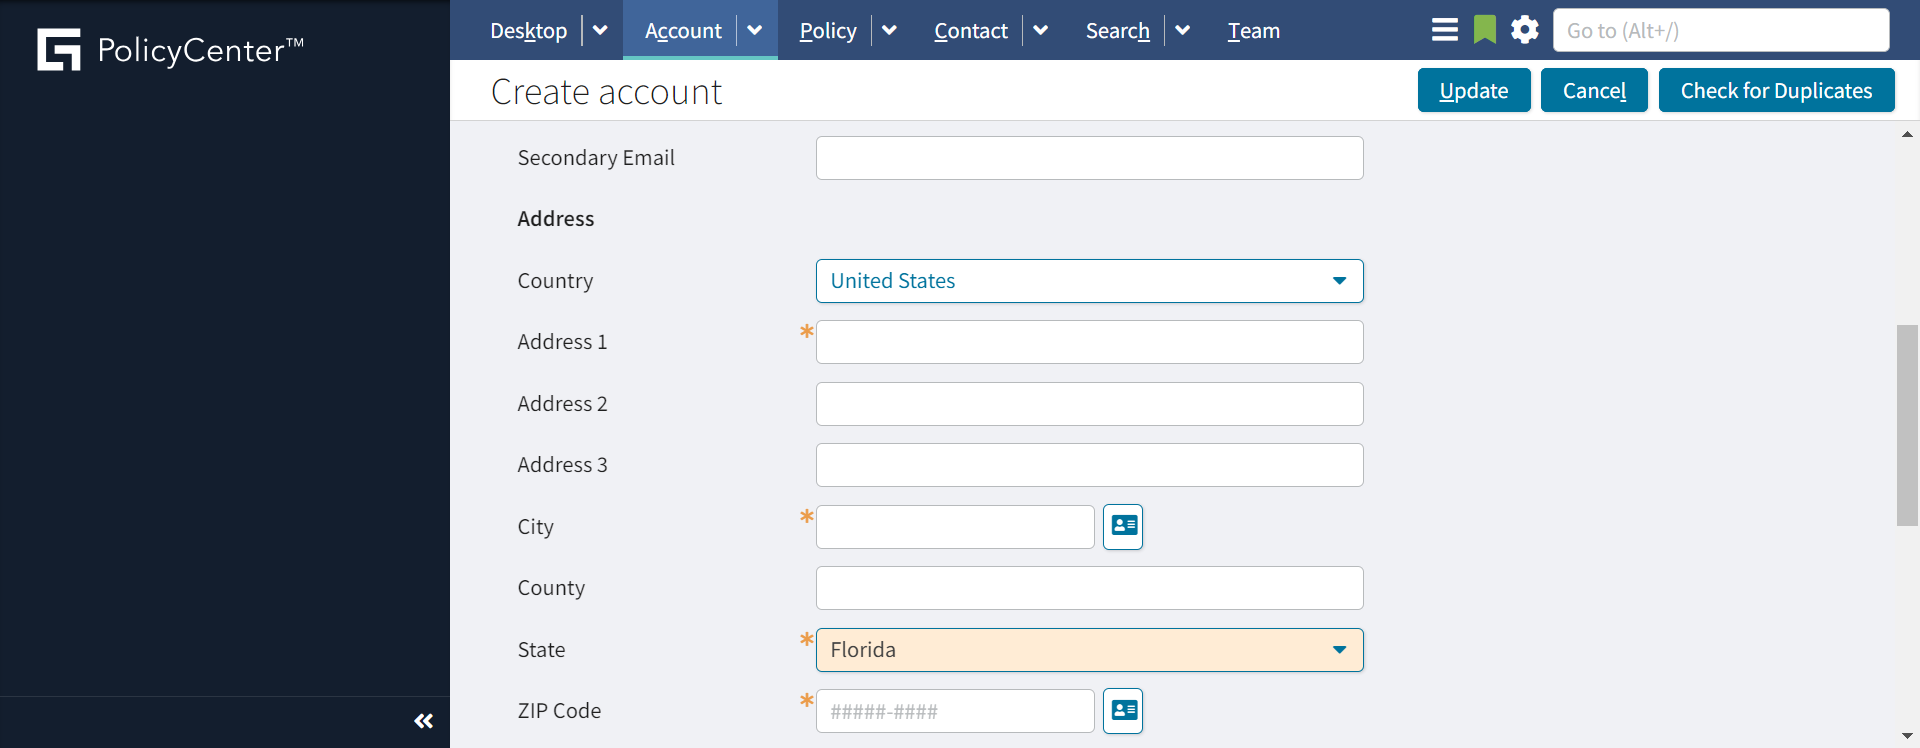 PolicyCenter™
Desktop Account Policy Contact Search Team Go to (Alt+/)
Create account Update Cancel Check for Duplicates
Secondary Email
Address
Country United States
Address 1 *
Address 2
Address 3
City *
County
State * Florida
ZIP Code * #####-####